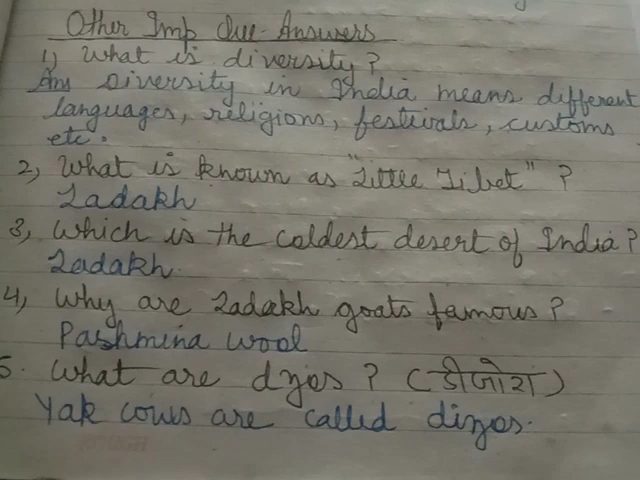 Other Imp Que-Answers
1) What is diversity?
Ans Diversity in India means different
languages, religions, festivals, customs
etc.
2, What is known as "Little Tibet"?
Ladakh
3, Which is the coldest desert of India?
Ladakh.
4, Why are Ladakh goats famous?
Pashmina wool
5. What are dzos? (डीजोरा)
Yak cows are called dizos.